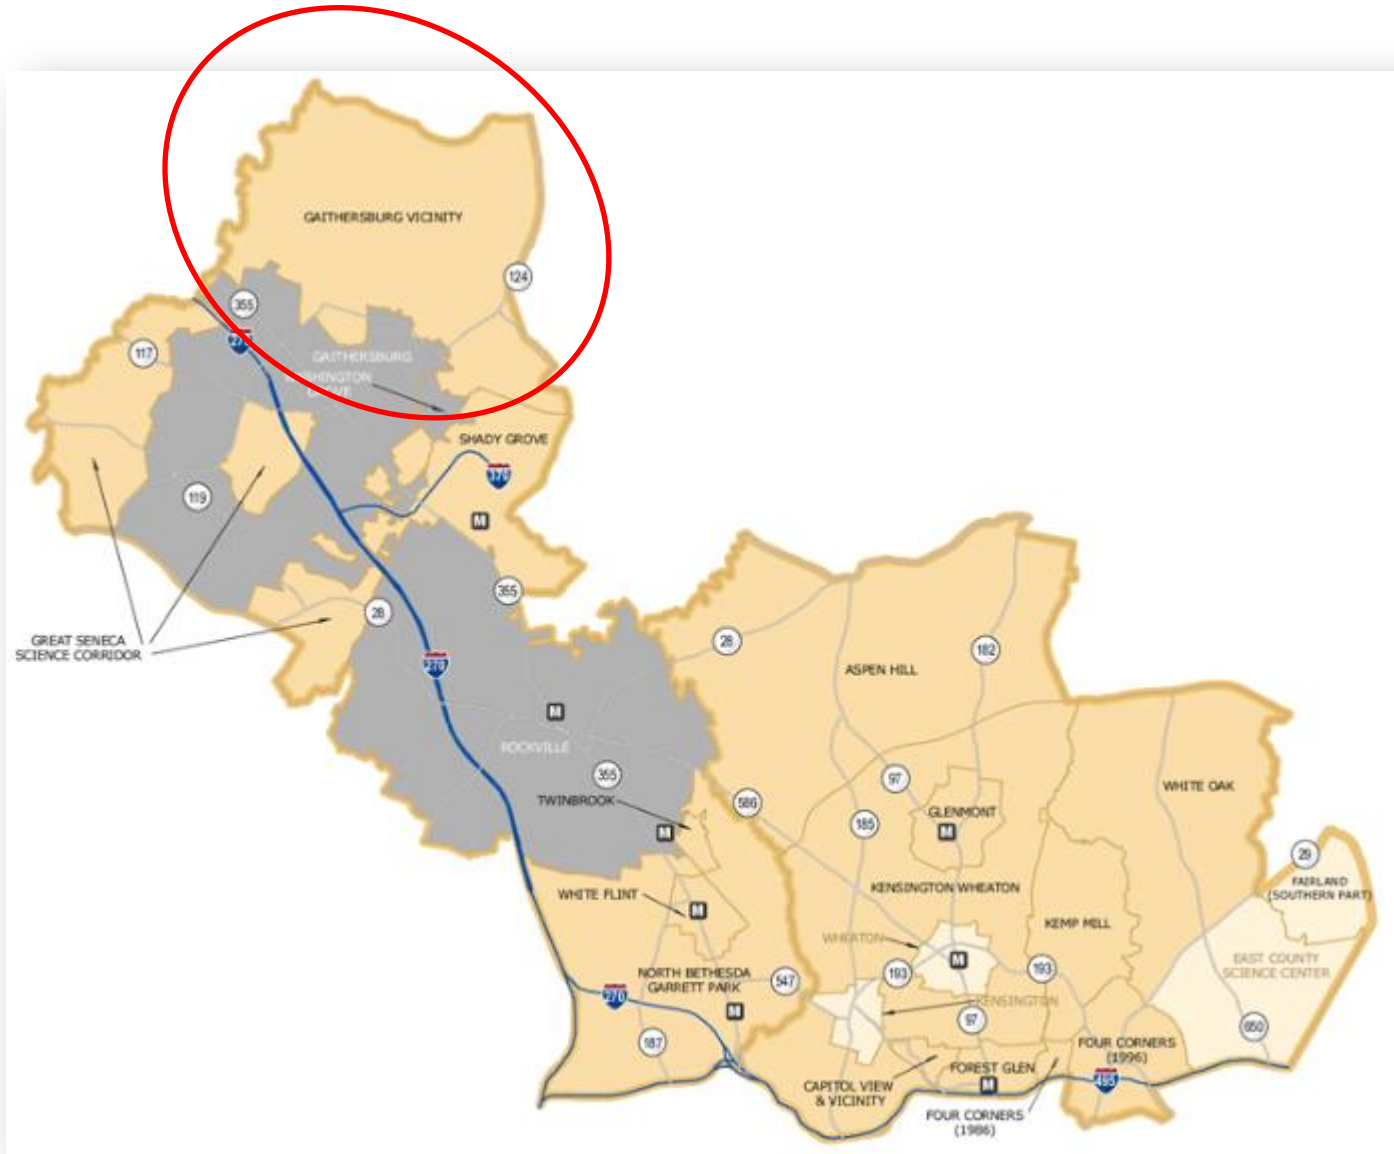 GAITHERSBURG VICINITY
124
355
270
117
GAITHERSBURG
WASHINGTON
GROVE
SHADY GROVE
370
119
M
355
28
GREAT SENECA
SCIENCE CORRIDOR
270
28
182
ASPEN HILL
M
ROCKVILLE
355
97
WHITE OAK
TWINBROOK
586
185
GLENMONT
M
M
29
FAIRLAND
(SOUTHERN PART)
WHITE FLINT
M
KENSINGTON WHEATON
KEMP MILL
WHEATON
M
193
193
EAST COUNTY
SCIENCE CENTER
NORTH BETHESDA
GARRETT PARK
547
270
M
KENSINGTON
97
650
187
FOUR CORNERS
(1996)
FOREST GLEN
M
495
CAPITOL VIEW
& VICINITY
FOUR CORNERS
(1986)